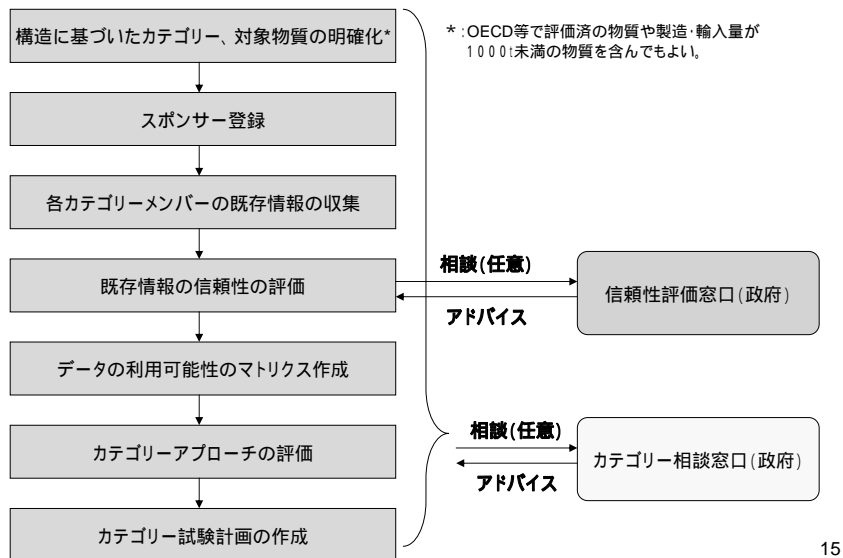 構造に基づいたカテゴリー、対象物質の明確化*
*:OECD等で評価済の物質や製造・輸入量が
1000t未満の物質を含んでもよい。
スポンサー登録
各カテゴリーメンバーの既存情報の収集
既存情報の信頼性の評価
相談(任意)
アドバイス
信頼性評価窓口(政府)
データの利用可能性のマトリクス作成
カテゴリーアプローチの評価
相談(任意)
アドバイス
カテゴリー相談窓口(政府)
カテゴリー試験計画の作成
15